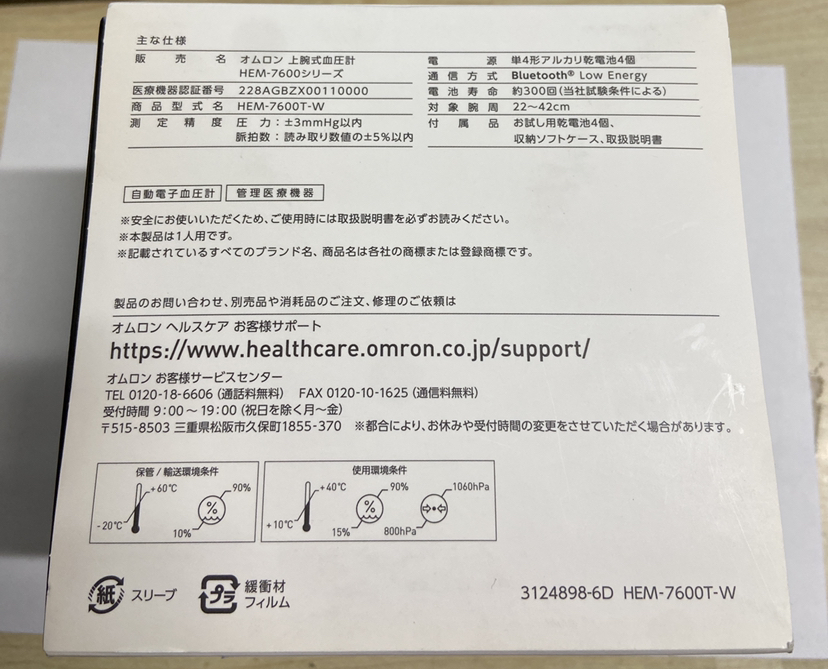 主な仕様
販売名 オムロン 上腕式血圧計
HEM-7600シリーズ
医療機器認証番号 228AGBZX00110000
商品型式名 HEM-7600T-W
測定精度 圧力:±3mmHg以内
脈拍数:読み取り数値の±5%以内
電源 単4形アルカリ乾電池4個
通信方式 Bluetooth® Low Energy
電池寿命 約300回(当社試験条件による)
対象腕周 22～42cm
付属品 お試し用乾電池4個、
収納ソフトケース、取扱説明書
自動電子血圧計 管理医療機器
※安全にお使いいただくため、ご使用時には取扱説明書を必ずお読みください。
※本製品は1人用です。
※記載されているすべてのブランド名、商品名は各社の商標または登録商標です。
製品のお問い合わせ、別売品や消耗品のご注文、修理のご依頼は
オムロン ヘルスケア お客様サポート
https://www.healthcare.omron.co.jp/support/
オムロン お客様サービスセンター
TEL 0120-18-6606 (通話料無料) FAX 0120-10-1625 (通信料無料)
受付時間 9:00～19:00 (祝日を除く月～金)
〒515-8503 三重県松阪市久保町1855-370 ※都合により、お休みや受付時間の変更をさせていただく場合があります。
保管/輸送環境条件
+60℃
-20℃
90%
%
10%
使用環境条件
+40℃
+10℃
90%
%
15%
1060hPa
800hPa
紙 スリーブ
プラ 緩衝材
フィルム
3124898-6D HEM-7600T-W